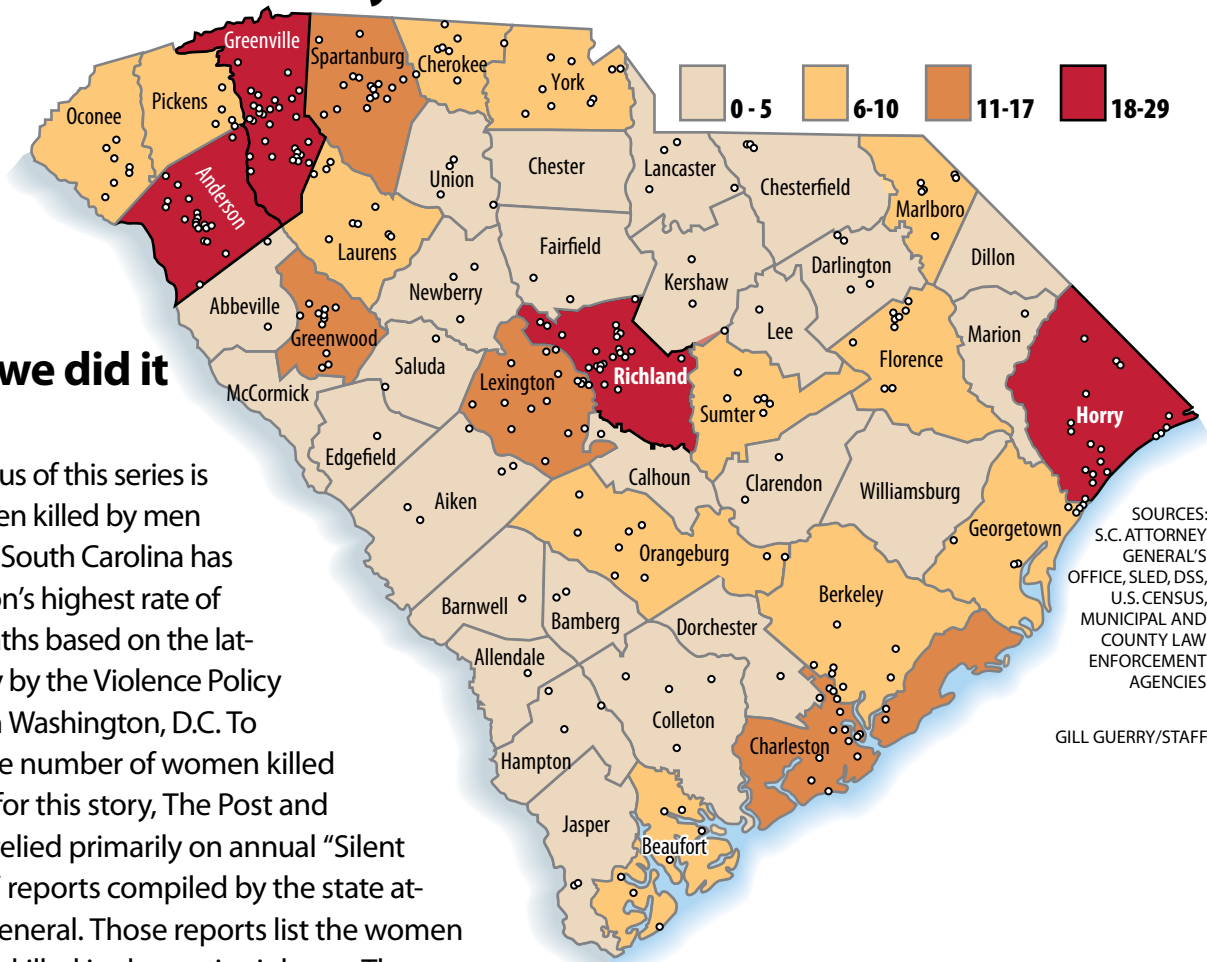 Greenville
Spartanburg
Cherokee
York
Pickens
Oconee
0 - 5
6-10
11-17
18-29
Anderson
Union
Chester
Lancaster
Chesterfield
Marlboro
Laurens
Fairfield
Dillon
Darlington
Kershaw
Newberry
Abbeville
Greenwood
Lee
Marion
Saluda
Florence
Richland
Lexington
McCormick
Sumter
Horry
Edgefield
Calhoun
Clarendon
Williamsburg
Aiken
Georgetown
Orangeburg
Berkeley
Barnwell
Bamberg
Dorchester
Allendale
Colleton
Charleston
Hampton
Jasper
Beaufort
we did it
us of this series is
en killed by men
South Carolina has
on's highest rate of
ths based on the lat-
y by the Violence Policy
Washington, D.C. To
e number of women killed
for this story, The Post and
elied primarily on annual “Silent
reports compiled by the state at-
eneral. Those reports list the women
SOURCES:
S.C. ATTORNEY
GENERAL'S
OFFICE, SLED, DSS,
U.S. CENSUS,
MUNICIPAL AND
COUNTY LAW
ENFORCEMENT
AGENCIES
GILL GUERRY/STAFF